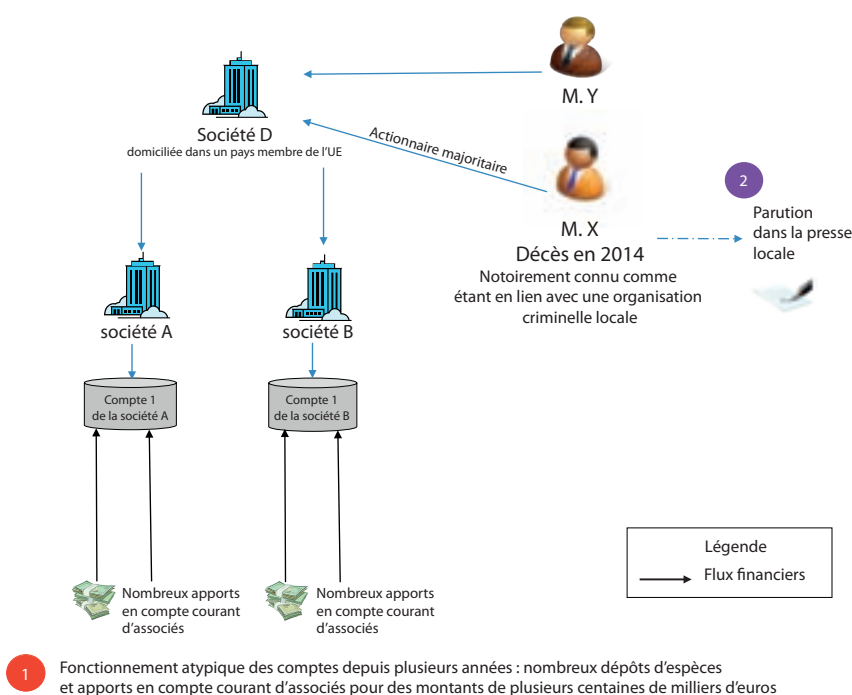 M. Y
Société D
domiciliée dans un pays membre de l'UE
Actionnaire majoritaire
M. X
Décès en 2014
Notoirement connu comme
étant en lien avec une organisation
criminelle locale
2
Parution
dans la presse
locale
société A
société B
Compte 1
de la société A
Compte 1
de la société B
Nombreux apports
en compte courant
d'associés
Nombreux apports
en compte courant
d'associés
Légende
Flux financiers
1
Fonctionnement atypique des comptes depuis plusieurs années : nombreux dépôts d'espèces
et apports en compte courant d'associés pour des montants de plusieurs centaines de milliers d'euros